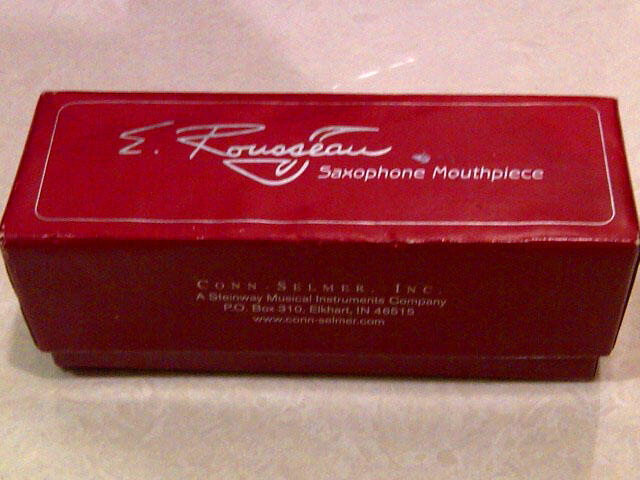 E. Rousseau
Saxophone Mouthpiece
CONN-SELMER, INC.
A Steinway Musical Instruments Company
P.O. Box 310, Elkhart, IN 46515
www.conn-selmer.com